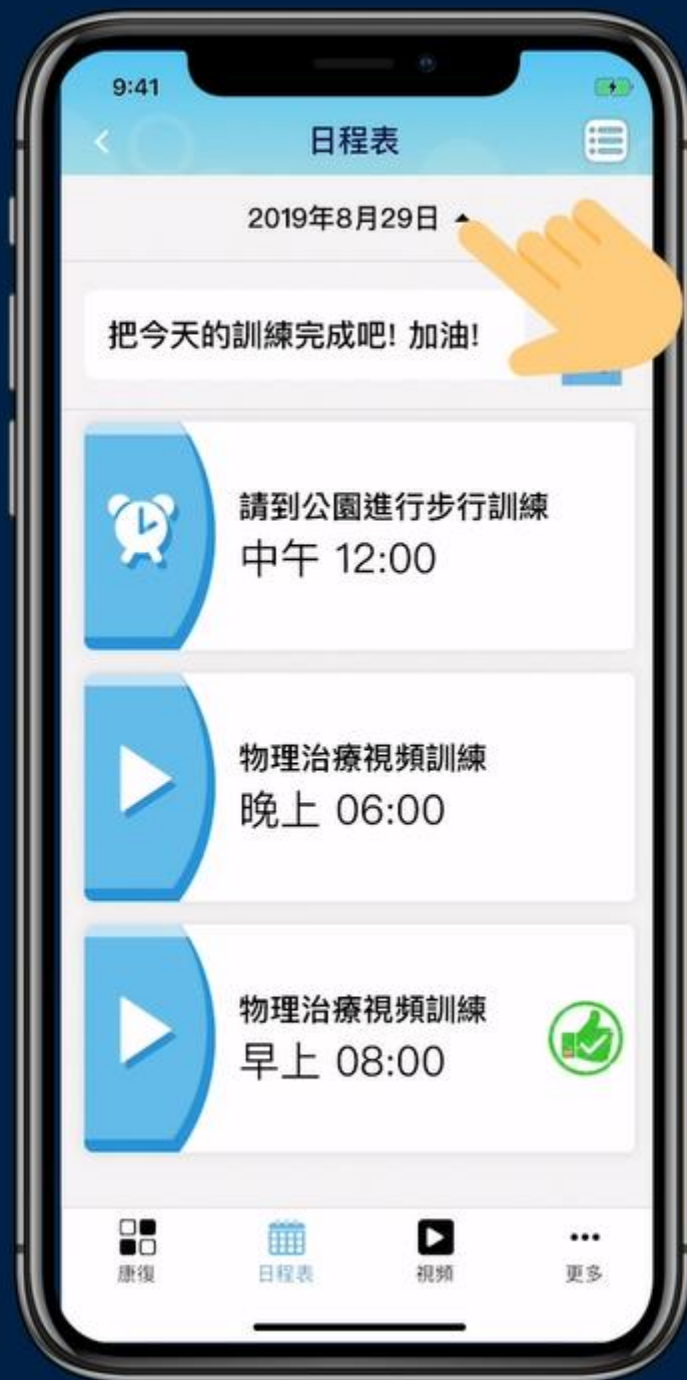 9:41
日程表
2019年8月29日
把今天的訓練完成吧! 加油!
請到公園進行步行訓練
中午 12:00
物理治療視頻訓練
晚上 06:00
物理治療視頻訓練
早上 08:00
康復
日程表
視頻
更多